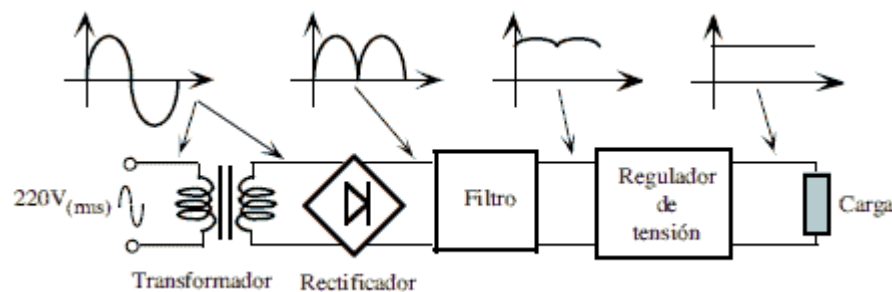 220V(rms)
Transformador
Rectificador
Filtro
Regulador
de
tensión
Carga